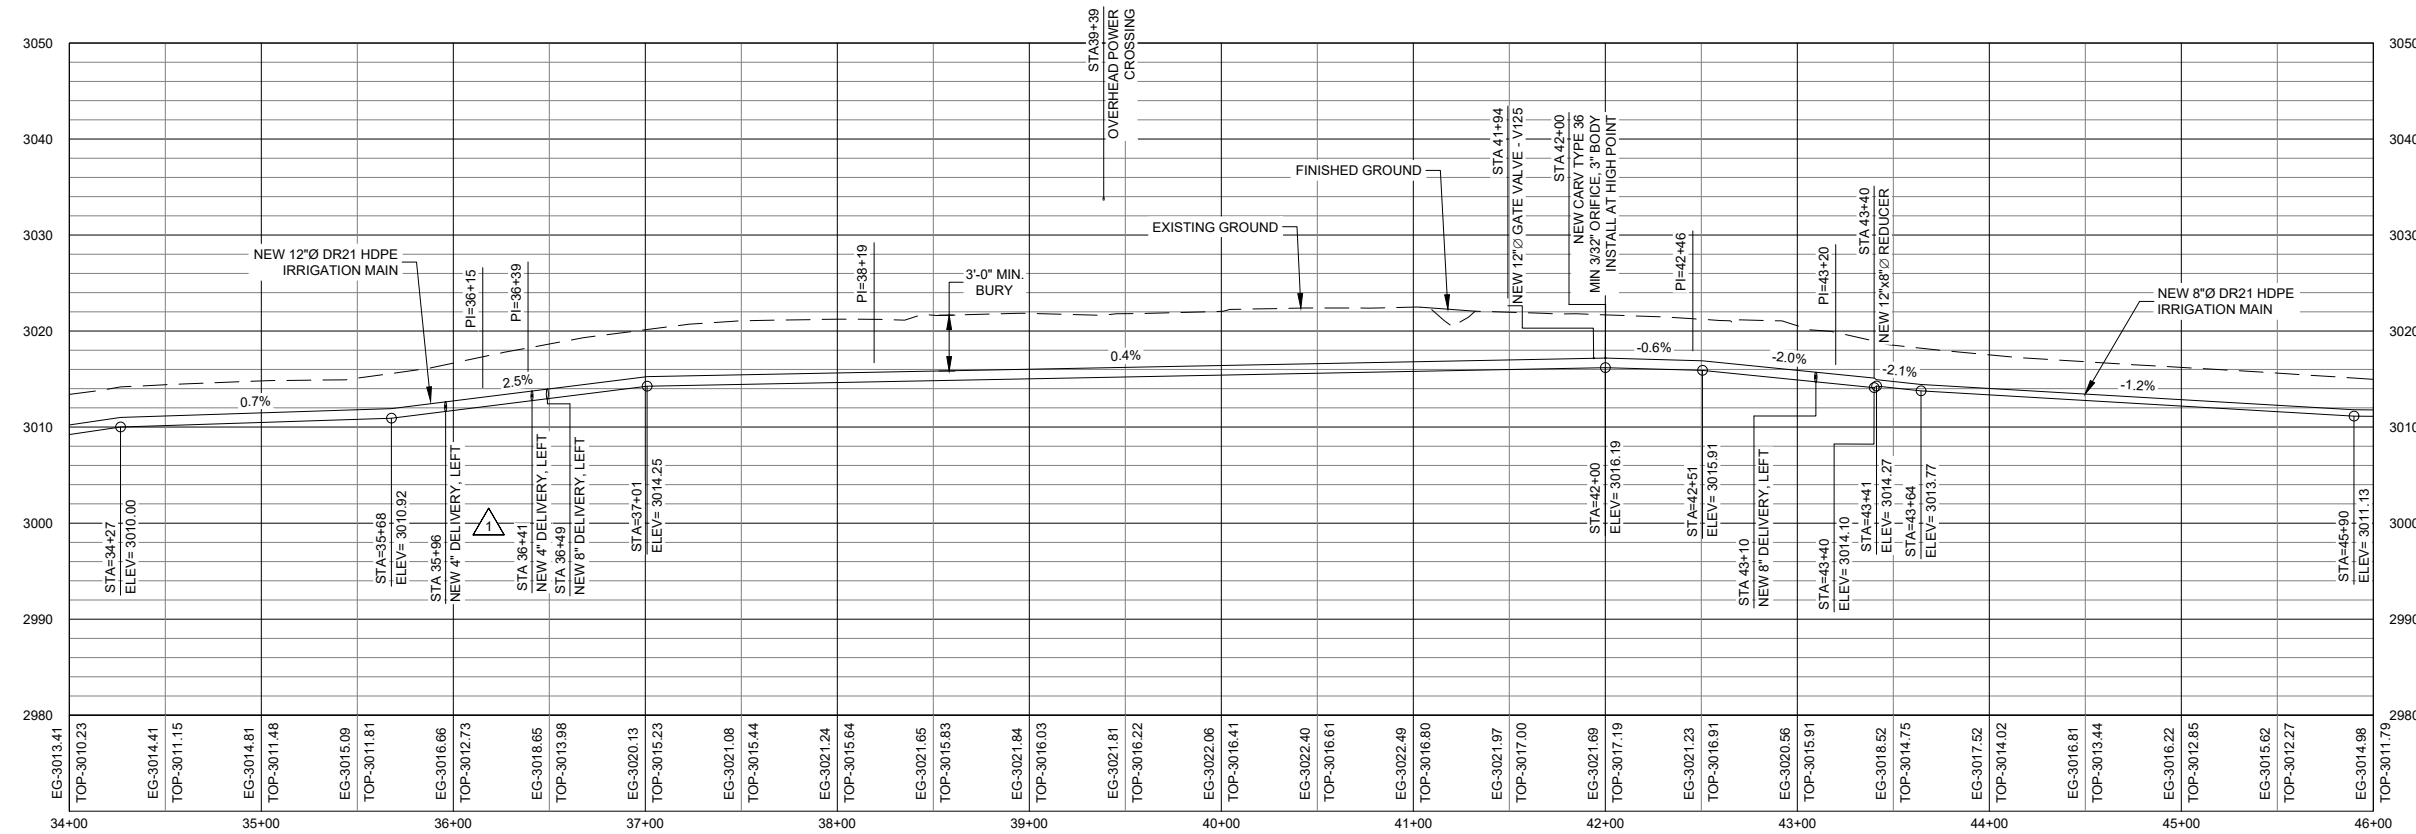 STA39+39
OVERHEAD POWER
CROSSING
3050
3050
3040
3040
3030
3030
3020
3020
3010
3010
3000
3000
2990
2990
2980
2980
NEW 12"Ø DR21 HDPE
IRRIGATION MAIN
PI=36+15
PI=36+39
PI=38+19
3'-0" MIN.
BURY
EXISTING GROUND
FINISHED GROUND
STA 41+94
NEW 12"Ø GATE VALVE - V125
STA 42+00
NEW CARV TYPE 36
MIN 3/32" ORIFICE, 3" BODY
INSTALL AT HIGH POINT
PI=42+46
PI=43+20
STA 43+40
NEW 12"x8"Ø REDUCER
NEW 8"Ø DR21 HDPE
IRRIGATION MAIN
0.7%
2.5%
0.4%
-0.6%
-2.0%
-2.1%
-1.2%
STA=34+27
ELEV= 3010.00
STA=35+68
ELEV= 3010.92
STA 35+96
NEW 4" DELIVERY, LEFT
1
STA 36+41
NEW 4" DELIVERY, LEFT
STA 36+49
NEW 8" DELIVERY, LEFT
STA=37+01
ELEV= 3014.25
STA=42+00
ELEV= 3016.19
STA=42+51
ELEV= 3015.91
STA 43+10
NEW 8" DELIVERY, LEFT
STA=43+40
ELEV= 3014.10
STA=43+41
ELEV= 3014.27
STA=43+64
ELEV= 3013.77
STA=45+90
ELEV= 3011.13
EG-3013.41
TOP-3010.23
EG-3014.41
TOP-3011.15
EG-3014.81
TOP-3011.48
EG-3015.09
TOP-3011.81
EG-3016.66
TOP-3012.73
EG-3018.65
TOP-3013.98
EG-3020.13
TOP-3015.23
EG-3021.08
TOP-3015.44
EG-3021.24
TOP-3015.64
EG-3021.65
TOP-3015.83
EG-3021.84
TOP-3016.03
EG-3021.81
TOP-3016.22
EG-3022.06
TOP-3016.41
EG-3022.40
TOP-3016.61
EG-3022.49
TOP-3016.80
EG-3021.97
TOP-3017.00
EG-3021.69
TOP-3017.19
EG-3021.23
TOP-3016.91
EG-3020.56
TOP-3015.91
EG-3018.52
TOP-3014.75
EG-3017.52
TOP-3014.02
EG-3016.81
TOP-3013.44
EG-3016.22
TOP-3012.85
EG-3015.62
TOP-3012.27
EG-3014.98
TOP-3011.79
34+00
35+00
36+00
37+00
38+00
39+00
40+00
41+00
42+00
43+00
44+00
45+00
46+00